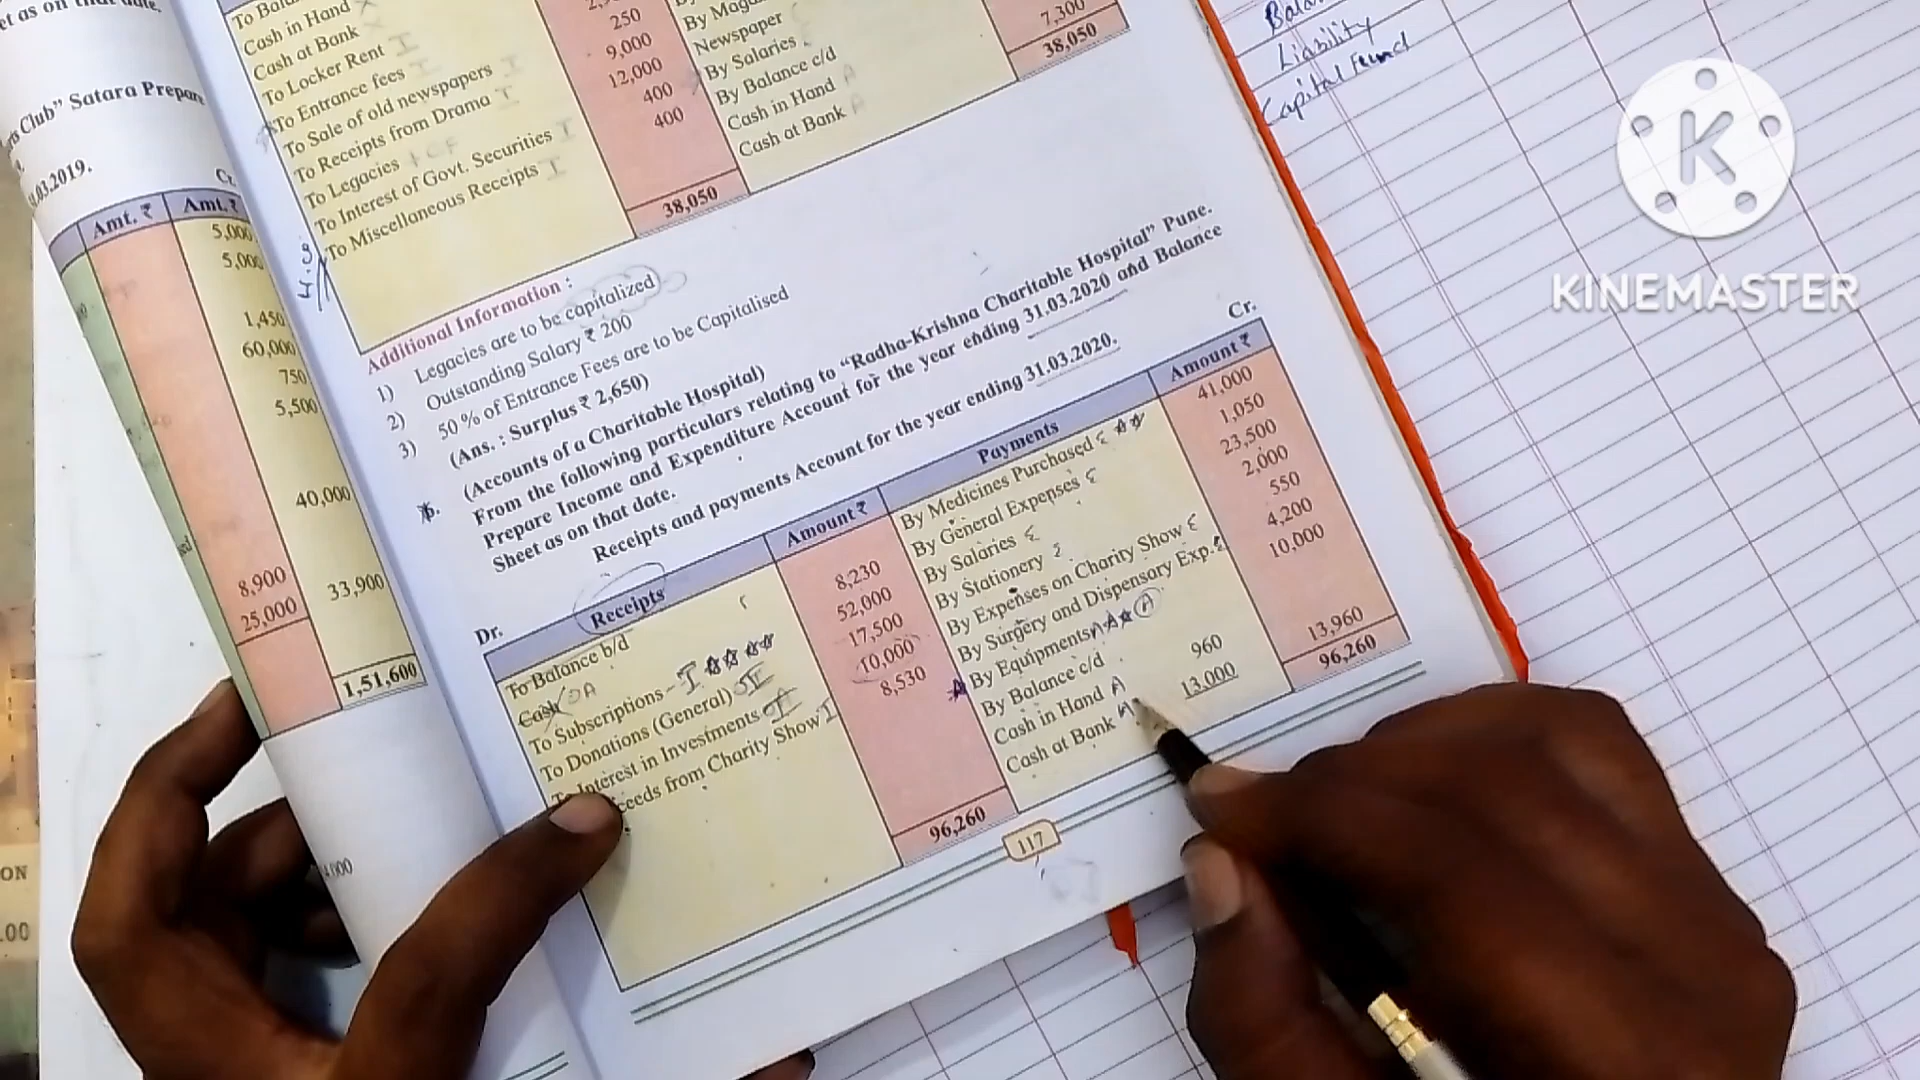 et as on that date.
Club" Satara Prepare
.03.2019.
Cr.
Amt. ₹ Amt. ₹
5,000
5,000
1,450
60,000
750
5,500
40,000
8,900
25,000 33,900
1,51,600
Cash in Hand
Cash at Bank
To Locker Rent I 250
To Entrance fees I 9,000
To Sale of old newspapers I 12,000
To Receipts from Drama I 400
To Legacies 400
To Interest of Govt. Securities I
To Miscellaneous Receipts I
38,050
Newspaper
By Salaries
By Balance c/d
Cash in Hand A
Cash at Bank A
7,300
38,050
Additional Information :
1) Legacies are to be capitalized
2) Outstanding Salary ₹ 200
3) 50 % of Entrance Fees are to be Capitalised
(Ans. : Surplus ₹ 2,650)
(Accounts of a Charitable Hospital)
From the following particulars relating to "Radha-Krishna Charitable Hospital" Pune.
Prepare Income and Expenditure Account for the year ending 31.03.2020 and Balance
Sheet as on that date.
Receipts and payments Account for the year ending 31.03.2020.
Dr. Cr.
Receipts Amount ₹ Payments Amount ₹
To Balance b/d
Cash OA 8,230
To Subscriptions - I 52,000
To Donations (General) 17,500
To Interest in Investments 10,000
ceeds from Charity Show I 8,530
96,260
By Medicines Purchased 41,000
By General Expenses 1,050
By Salaries 23,500
By Stationery 2,000
By Expenses on Charity Show 550
By Surgery and Dispensary Exp. 4,200
By Equipments A 10,000
By Balance c/d
Cash in Hand A 960
Cash at Bank A 13,000 13,960
96,260
117
Liability
Capital Fund
K
KINEMASTER
ON
.00